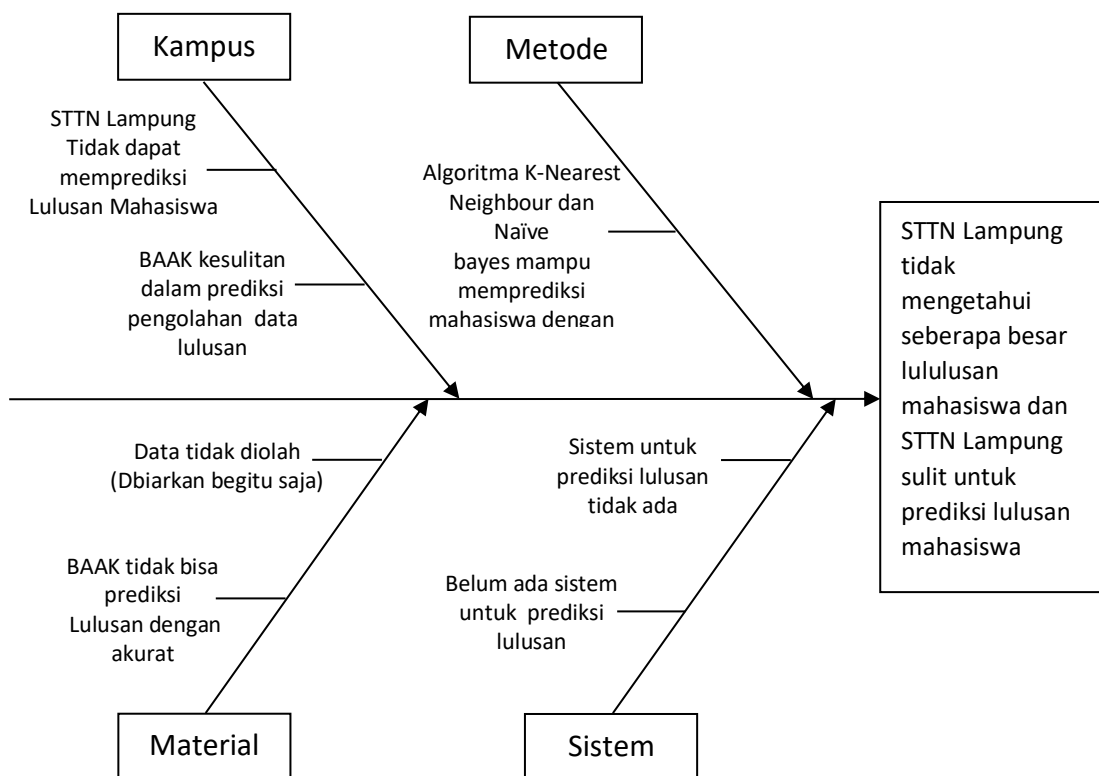 Kampus
Metode
STTN Lampung
Tidak dapat
memprediksi
Lulusan Mahasiswa
BAAK kesulitan
dalam prediksi
pengolahan data
lulusan
Algoritma K-Nearest
Neighbour dan
Naïve
bayes mampu
memprediksi
mahasiswa dengan
STTN Lampung
tidak
mengetahui
seberapa besar
lululusan
mahasiswa dan
STTN Lampung
sulit untuk
prediksi lulusan
mahasiswa
Data tidak diolah
(Dbiarkan begitu saja)
BAAK tidak bisa
prediksi
Lulusan dengan
akurat
Sistem untuk
prediksi lulusan
tidak ada
Belum ada sistem
untuk prediksi
lulusan
Material
Sistem